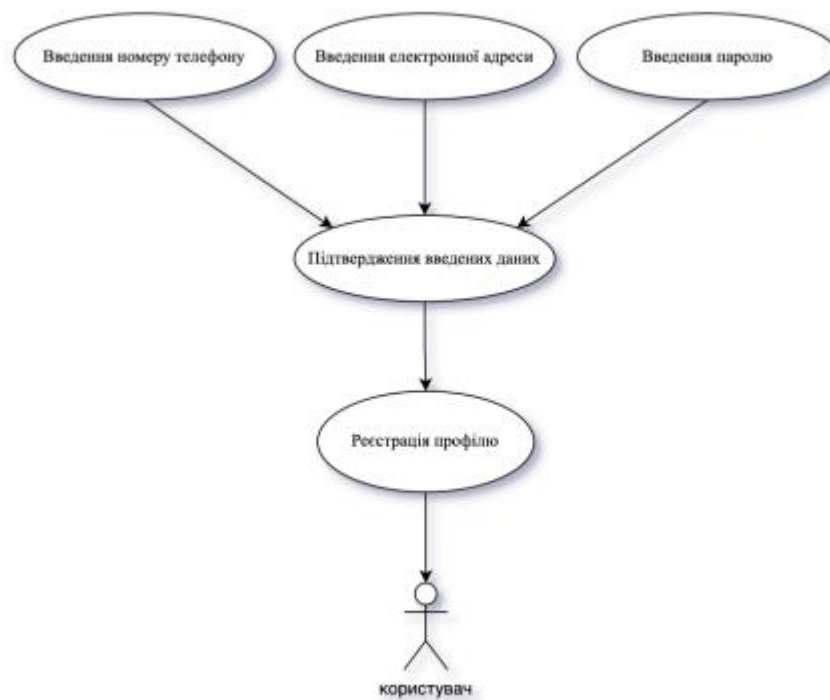 Введення номеру телефону
Введення електронної адреси
Введення паролю
Підтвердження введених даних
Реєстрація профілю
користувач